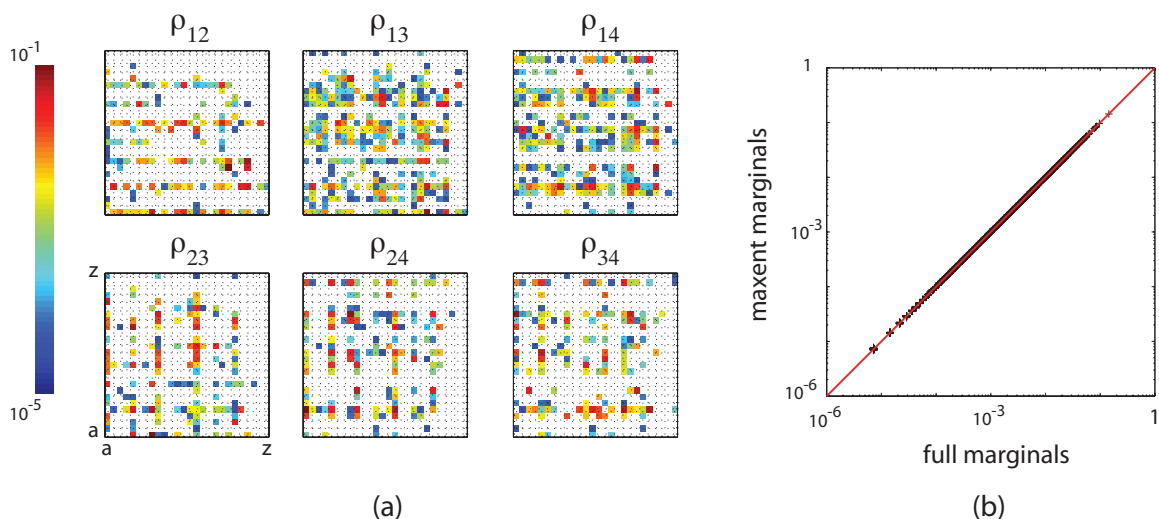 ρ12 ρ13 ρ14
10-1
10-5
ρ23 ρ24 ρ34
z
a
a z
(a)
1
maxent marginals
10-3
10-6
10-6 10-3 1
full marginals
(b)